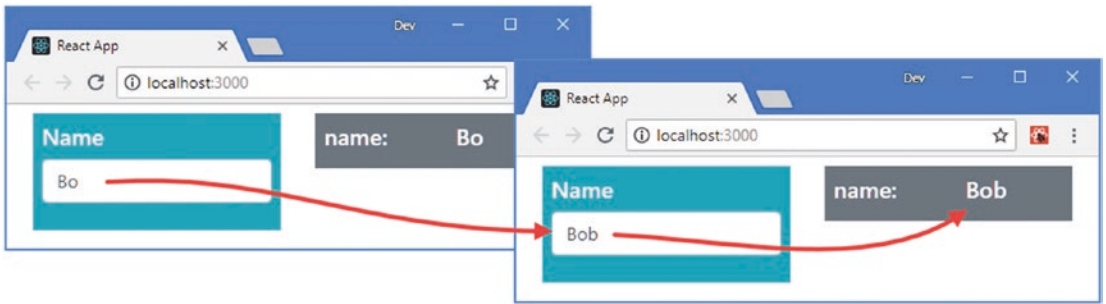 Dev
React App
localhost:3000
Name
name: Bo
Bo
Dev
React App
localhost:3000
Name
name: Bob
Bob